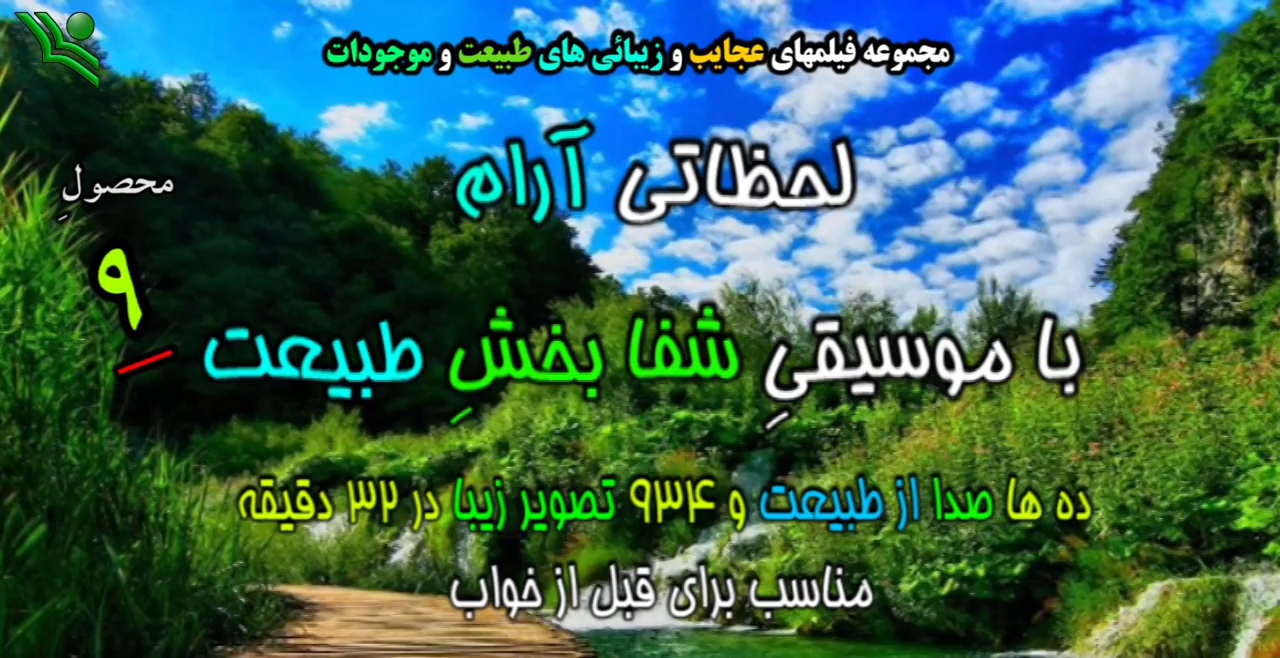 مجموعه فیلمهای عجایب و زیبائی های طبیعت و موجودات
لحظاتی آرام
محصولِ
۹
با موسیقیِ شفا بخشِ طبیعت
ده ها صدا از طبیعت و ۹۳۴ تصویر زیبا در ۳۲ دقیقه
مناسب برای قبل از خواب